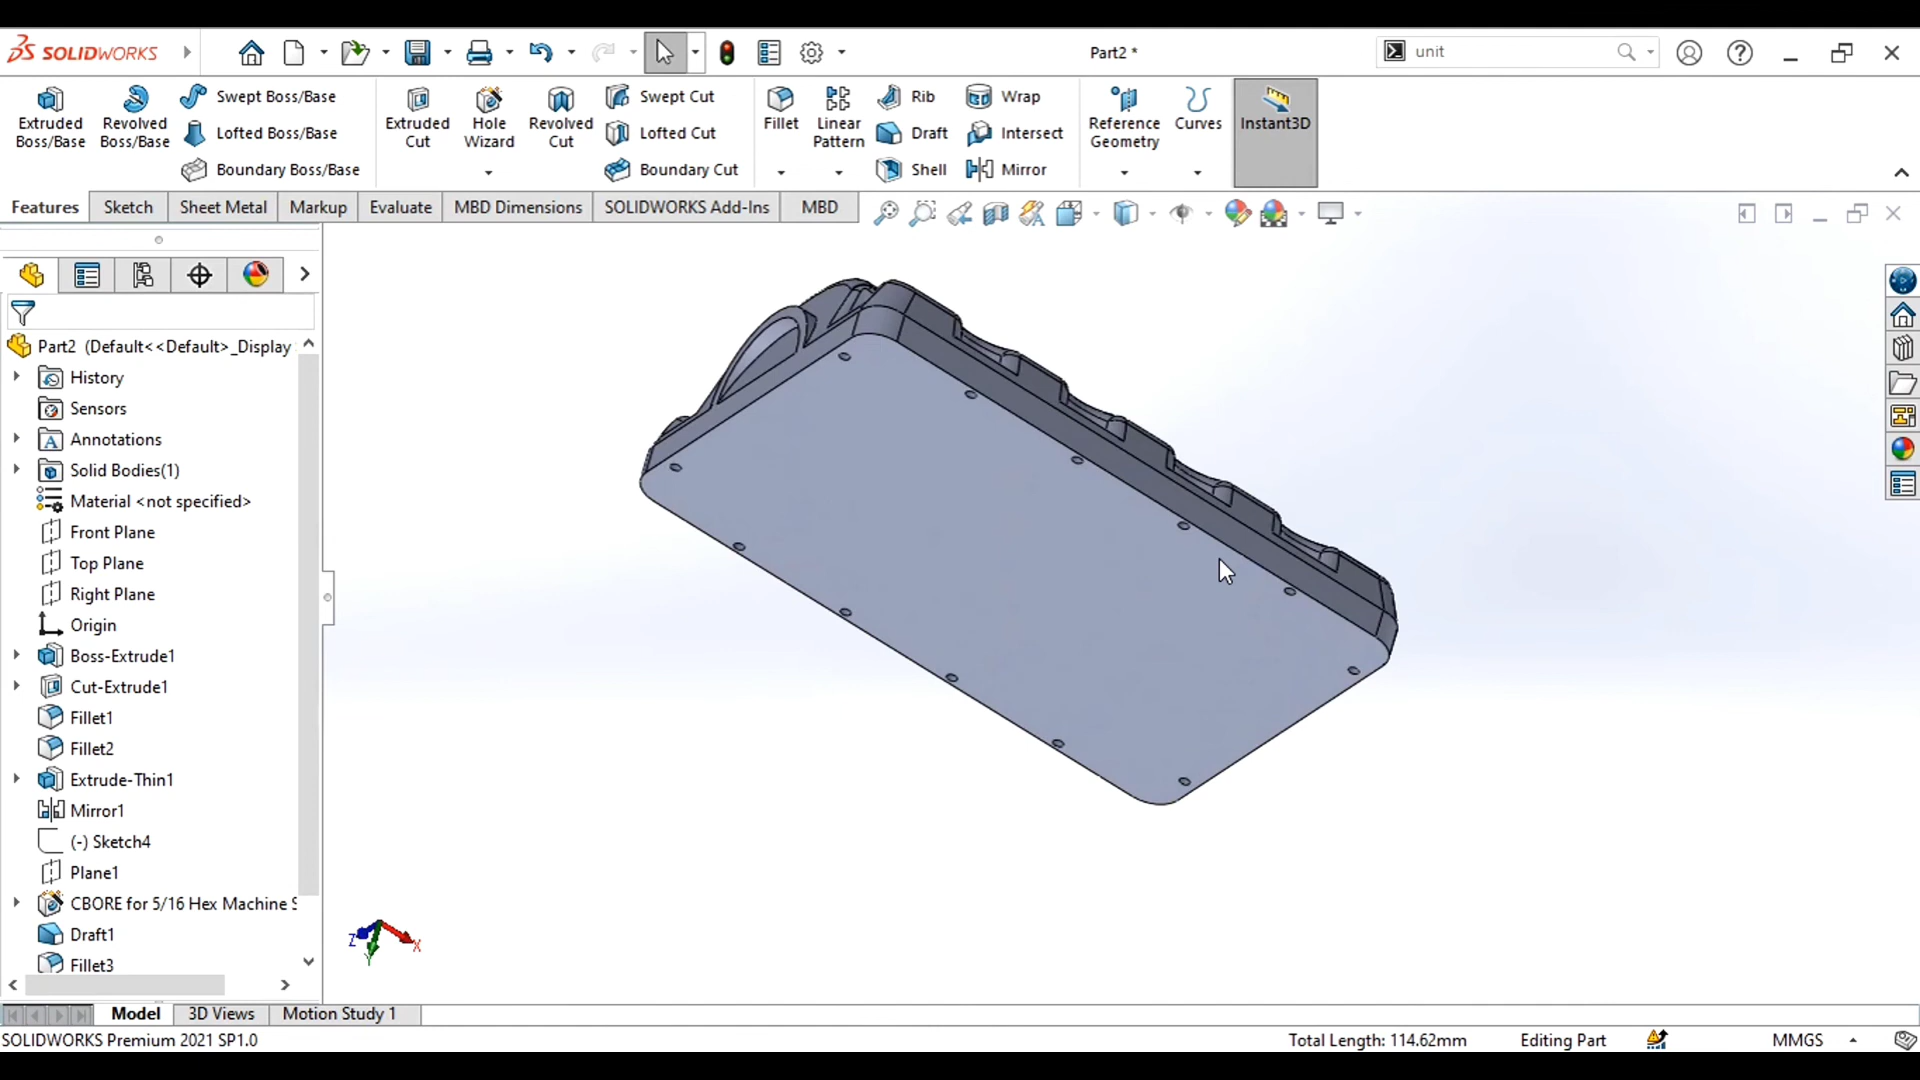 SOLIDWORKS
Part2 *
unit
Extruded Boss/Base
Revolved Boss/Base
Swept Boss/Base
Lofted Boss/Base
Boundary Boss/Base
Extruded Cut
Hole Wizard
Revolved Cut
Swept Cut
Lofted Cut
Boundary Cut
Fillet
Linear Pattern
Rib
Draft
Shell
Wrap
Intersect
Mirror
Reference Geometry
Curves
Instant3D
Features
Sketch
Sheet Metal
Markup
Evaluate
MBD Dimensions
SOLIDWORKS Add-Ins
MBD
Part2 (Default<<Default>_Display
History
Sensors
Annotations
Solid Bodies(1)
Material <not specified>
Front Plane
Top Plane
Right Plane
Origin
Boss-Extrude1
Cut-Extrude1
Fillet1
Fillet2
Extrude-Thin1
Mirror1
(-) Sketch4
Plane1
CBORE for 5/16 Hex Machine S
Draft1
Fillet3
Z
X
Y
Model
3D Views
Motion Study 1
SOLIDWORKS Premium 2021 SP1.0
Total Length: 114.62mm
Editing Part
MMGS